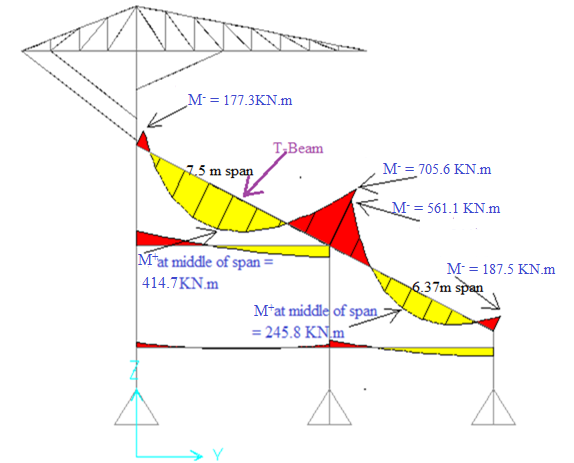 M⁻ = 177.3KN.m
T-Beam
7.5 m span
M⁻ = 705.6 KN.m
M⁻ = 561.1 KN.m
M⁺at middle of span =
414.7KN.m
M⁻ = 187.5 KN.m
6.37m span
M⁺at middle of span
= 245.8 KN.m
Z
Y